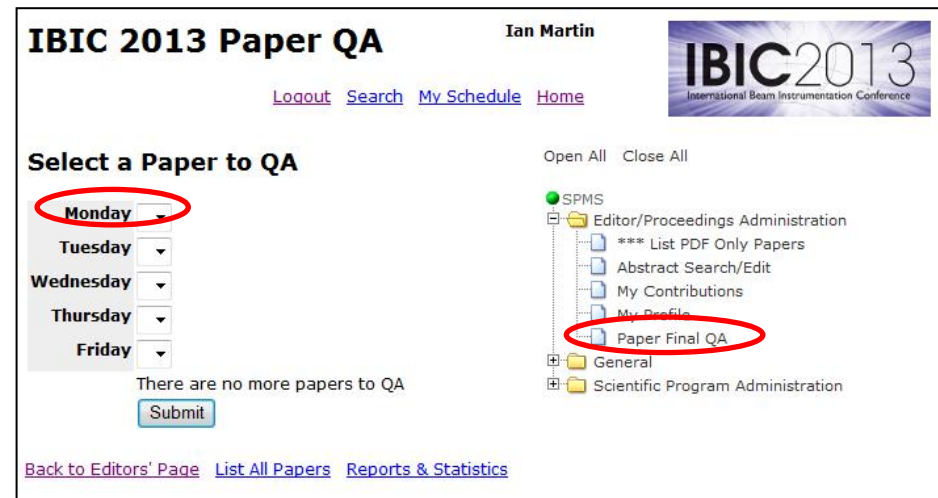 IBIC 2013 Paper QA
Ian Martin
IBIC2013
International Beam Instrumentation Conference
Logout Search My Schedule Home
Select a Paper to QA
Monday
Tuesday
Wednesday
Thursday
Friday
There are no more papers to QA
Submit
Back to Editors' Page List All Papers Reports & Statistics
Open All Close All
SPMS
Editor/Proceedings Administration
*** List PDF Only Papers
Abstract Search/Edit
My Contributions
My Profile
Paper Final QA
General
Scientific Program Administration